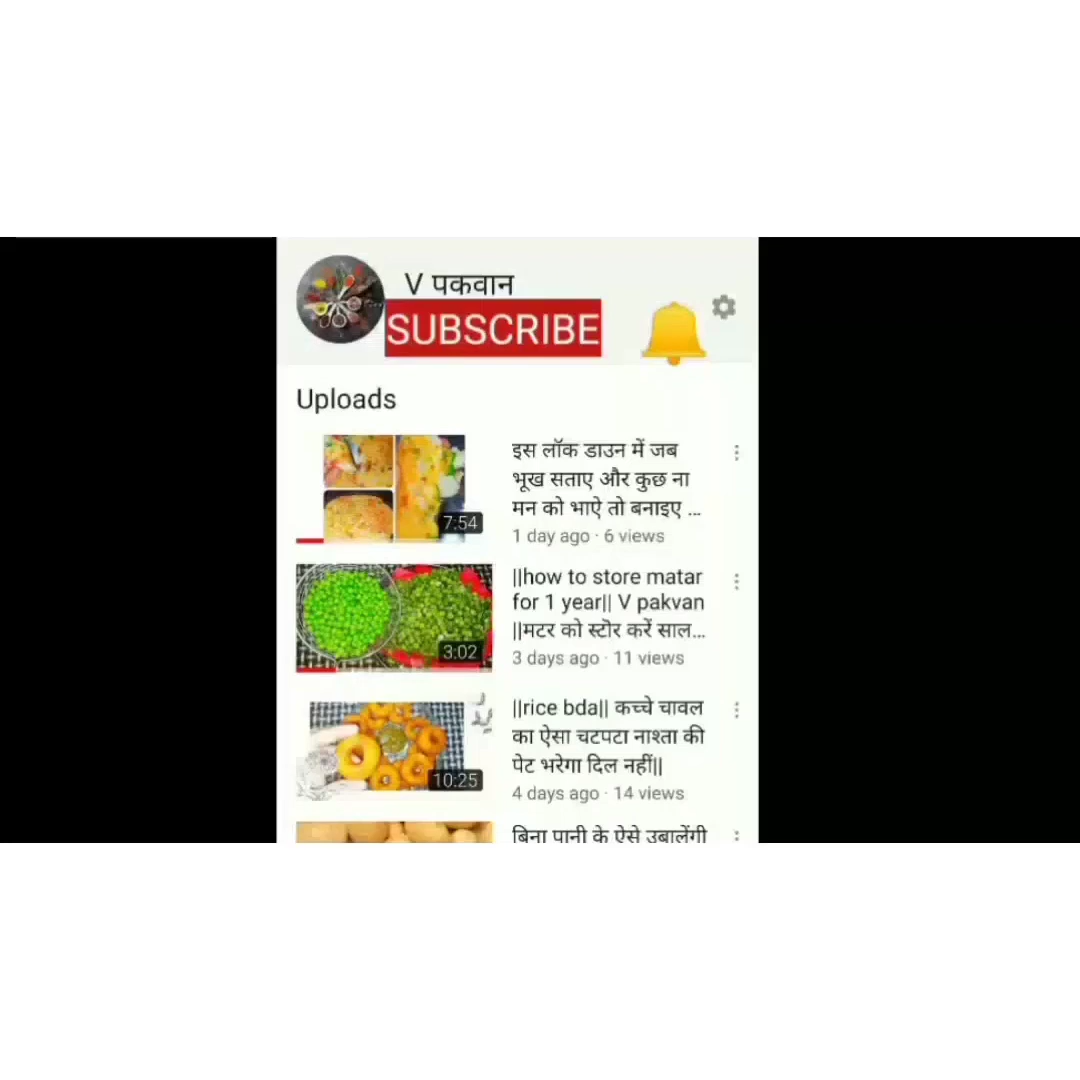 V पकवान
SUBSCRIBE
Uploads
7:54
इस लॉक डाउन में जब
भूख सताए और कुछ ना
मन को भाऐ तो बनाइए ...
1 day ago · 6 views
3:02
||how to store matar
for 1 year|| V pakvan
||मटर को स्टोर करें साल...
3 days ago · 11 views
10:25
||rice bda|| कच्चे चावल
का ऐसा चटपटा नाश्ता की
पेट भरेगा दिल नहीं||
4 days ago · 14 views
बिना पानी के ऐसे उबालेंगी